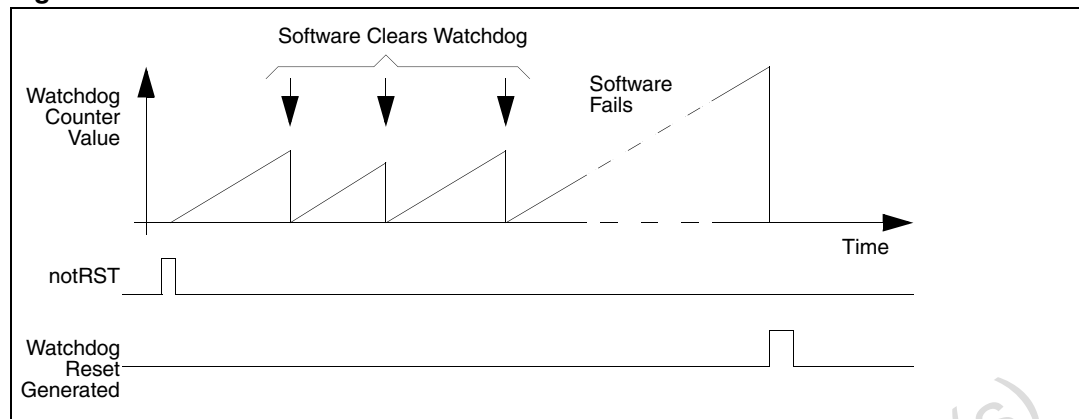 Software Clears Watchdog
Watchdog
Counter
Value
Software
Fails
Time
notRST
Watchdog
Reset
Generated